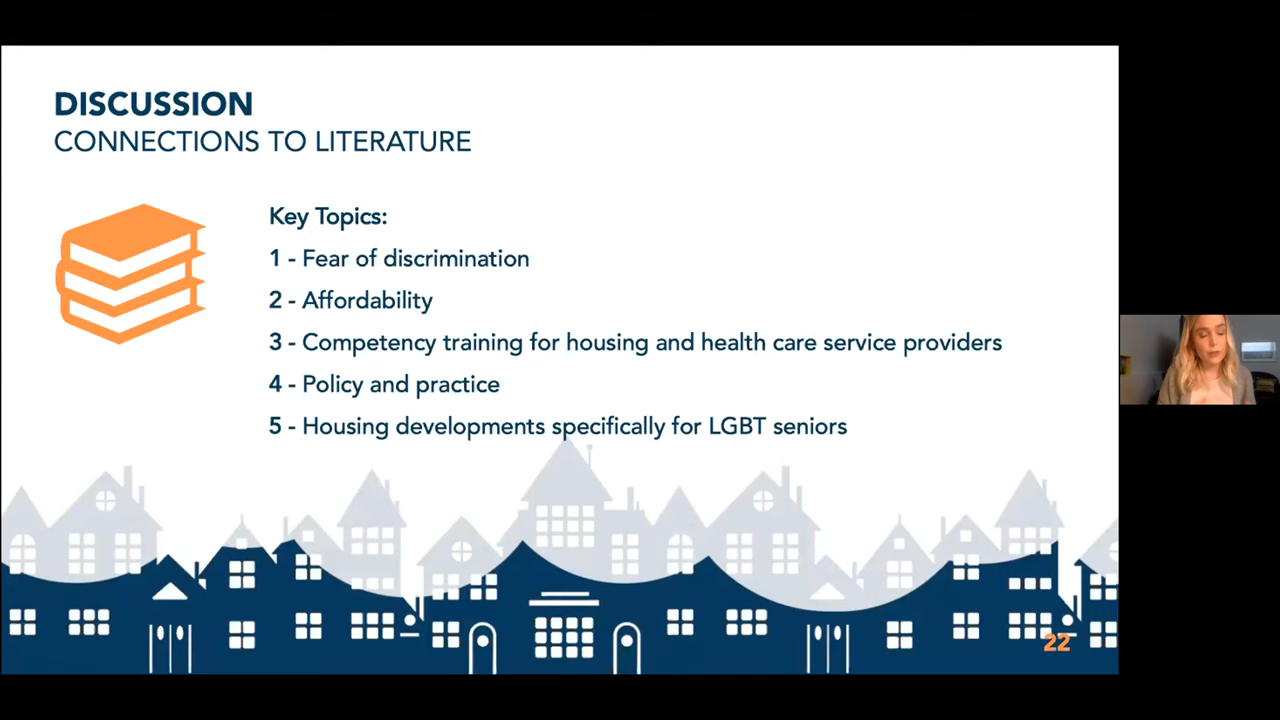 DISCUSSION
CONNECTIONS TO LITERATURE
Key Topics:
1 - Fear of discrimination
2 - Affordability
3 - Competency training for housing and health care service providers
4 - Policy and practice
5 - Housing developments specifically for LGBT seniors
22